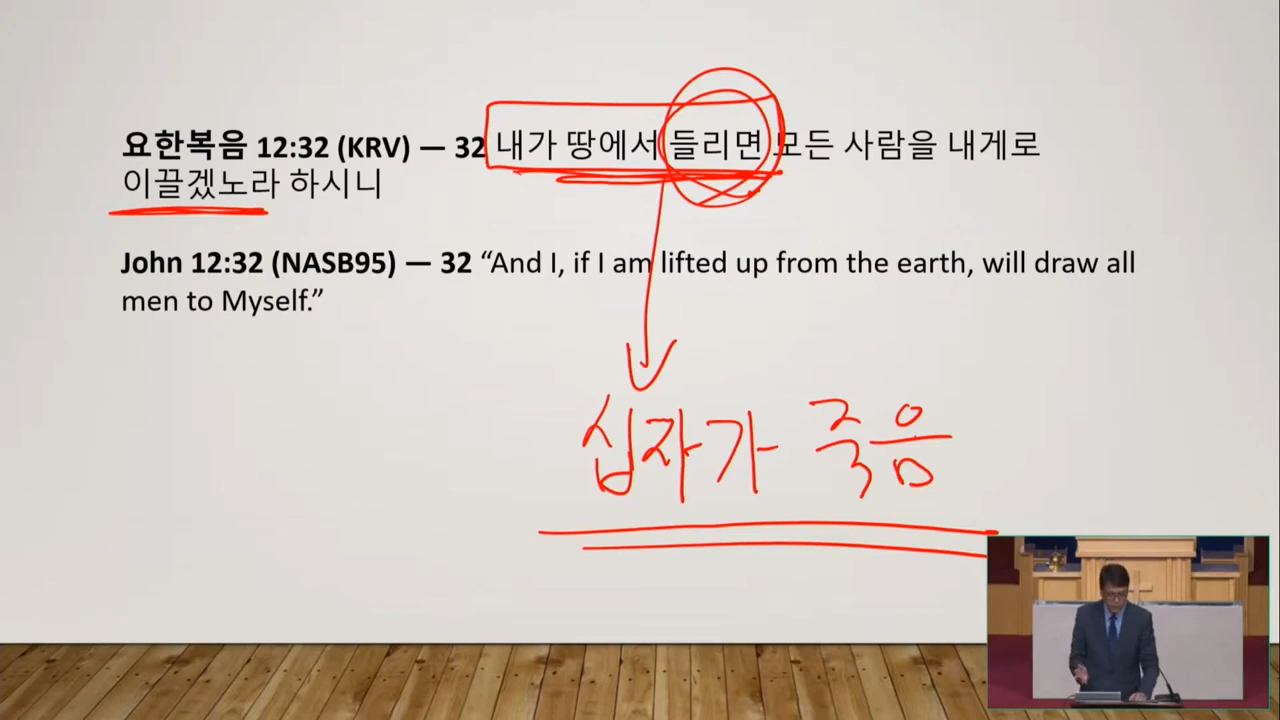 요한복음 12:32 (KRV) — 32 내가 땅에서 들리면 모든 사람을 내게로
이끌겠노라 하시니
John 12:32 (NASB95) — 32 “And I, if I am lifted up from the earth, will draw all
men to Myself.”
십자가 죽음